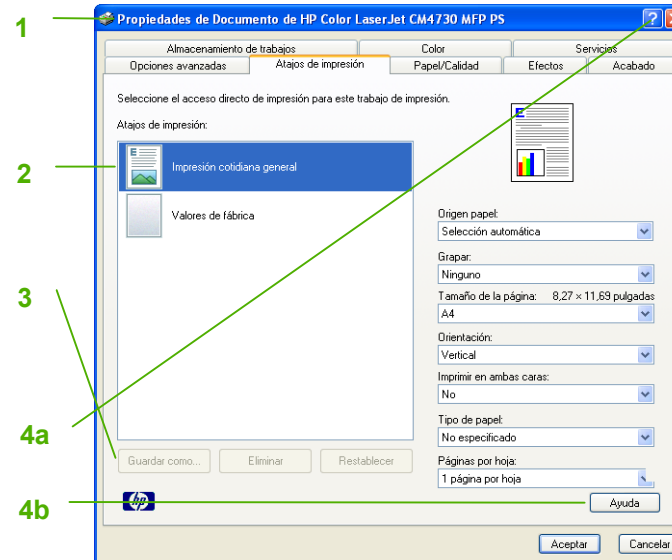 1
Propiedades de Documento de HP Color LaserJet CM4730 MFP PS
?
Almacenamiento de trabajos
Color
Servicios
Opciones avanzadas
Atajos de impresión
Papel/Calidad
Efectos
Acabado
Seleccione el acceso directo de impresión para este trabajo de impresión.
Atajos de impresión:
E
E
2
Impresión cotidiana general
Valores de fábrica
Origen papel:
Selección automática
Grapar:
Ninguno
3
Tamaño de la página: 8,27 × 11,69 pulgadas
A4
Orientación:
Vertical
Imprimir en ambas caras:
No
Tipo de papel:
4a
No especificado
Guardar como...
Eliminar
Restablecer
Páginas por hoja:
1 página por hoja
hp
4b
Ayuda
Aceptar
Cancelar